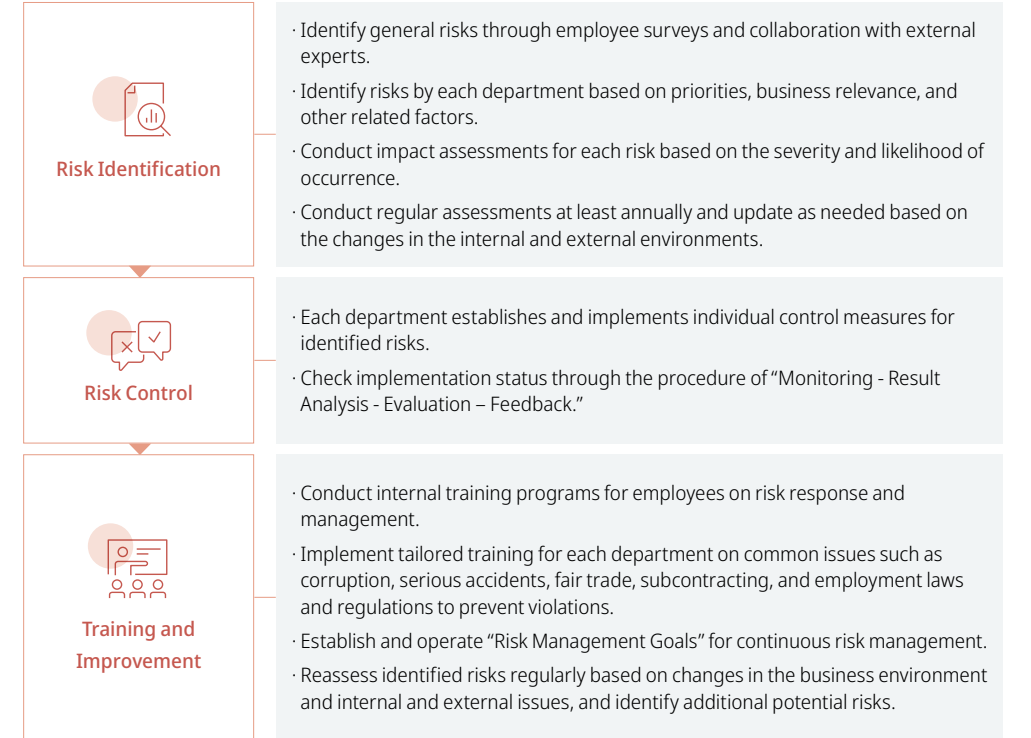 Risk Identification
· Identify general risks through employee surveys and collaboration with external
experts.
· Identify risks by each department based on priorities, business relevance, and
other related factors.
· Conduct impact assessments for each risk based on the severity and likelihood of
occurrence.
· Conduct regular assessments at least annually and update as needed based on
the changes in the internal and external environments.
Risk Control
· Each department establishes and implements individual control measures for
identified risks.
· Check implementation status through the procedure of “Monitoring - Result
Analysis - Evaluation – Feedback.”
Training and
Improvement
· Conduct internal training programs for employees on risk response and
management.
· Implement tailored training for each department on common issues such as
corruption, serious accidents, fair trade, subcontracting, and employment laws
and regulations to prevent violations.
· Establish and operate “Risk Management Goals” for continuous risk management.
· Reassess identified risks regularly based on changes in the business environment
and internal and external issues, and identify additional potential risks.